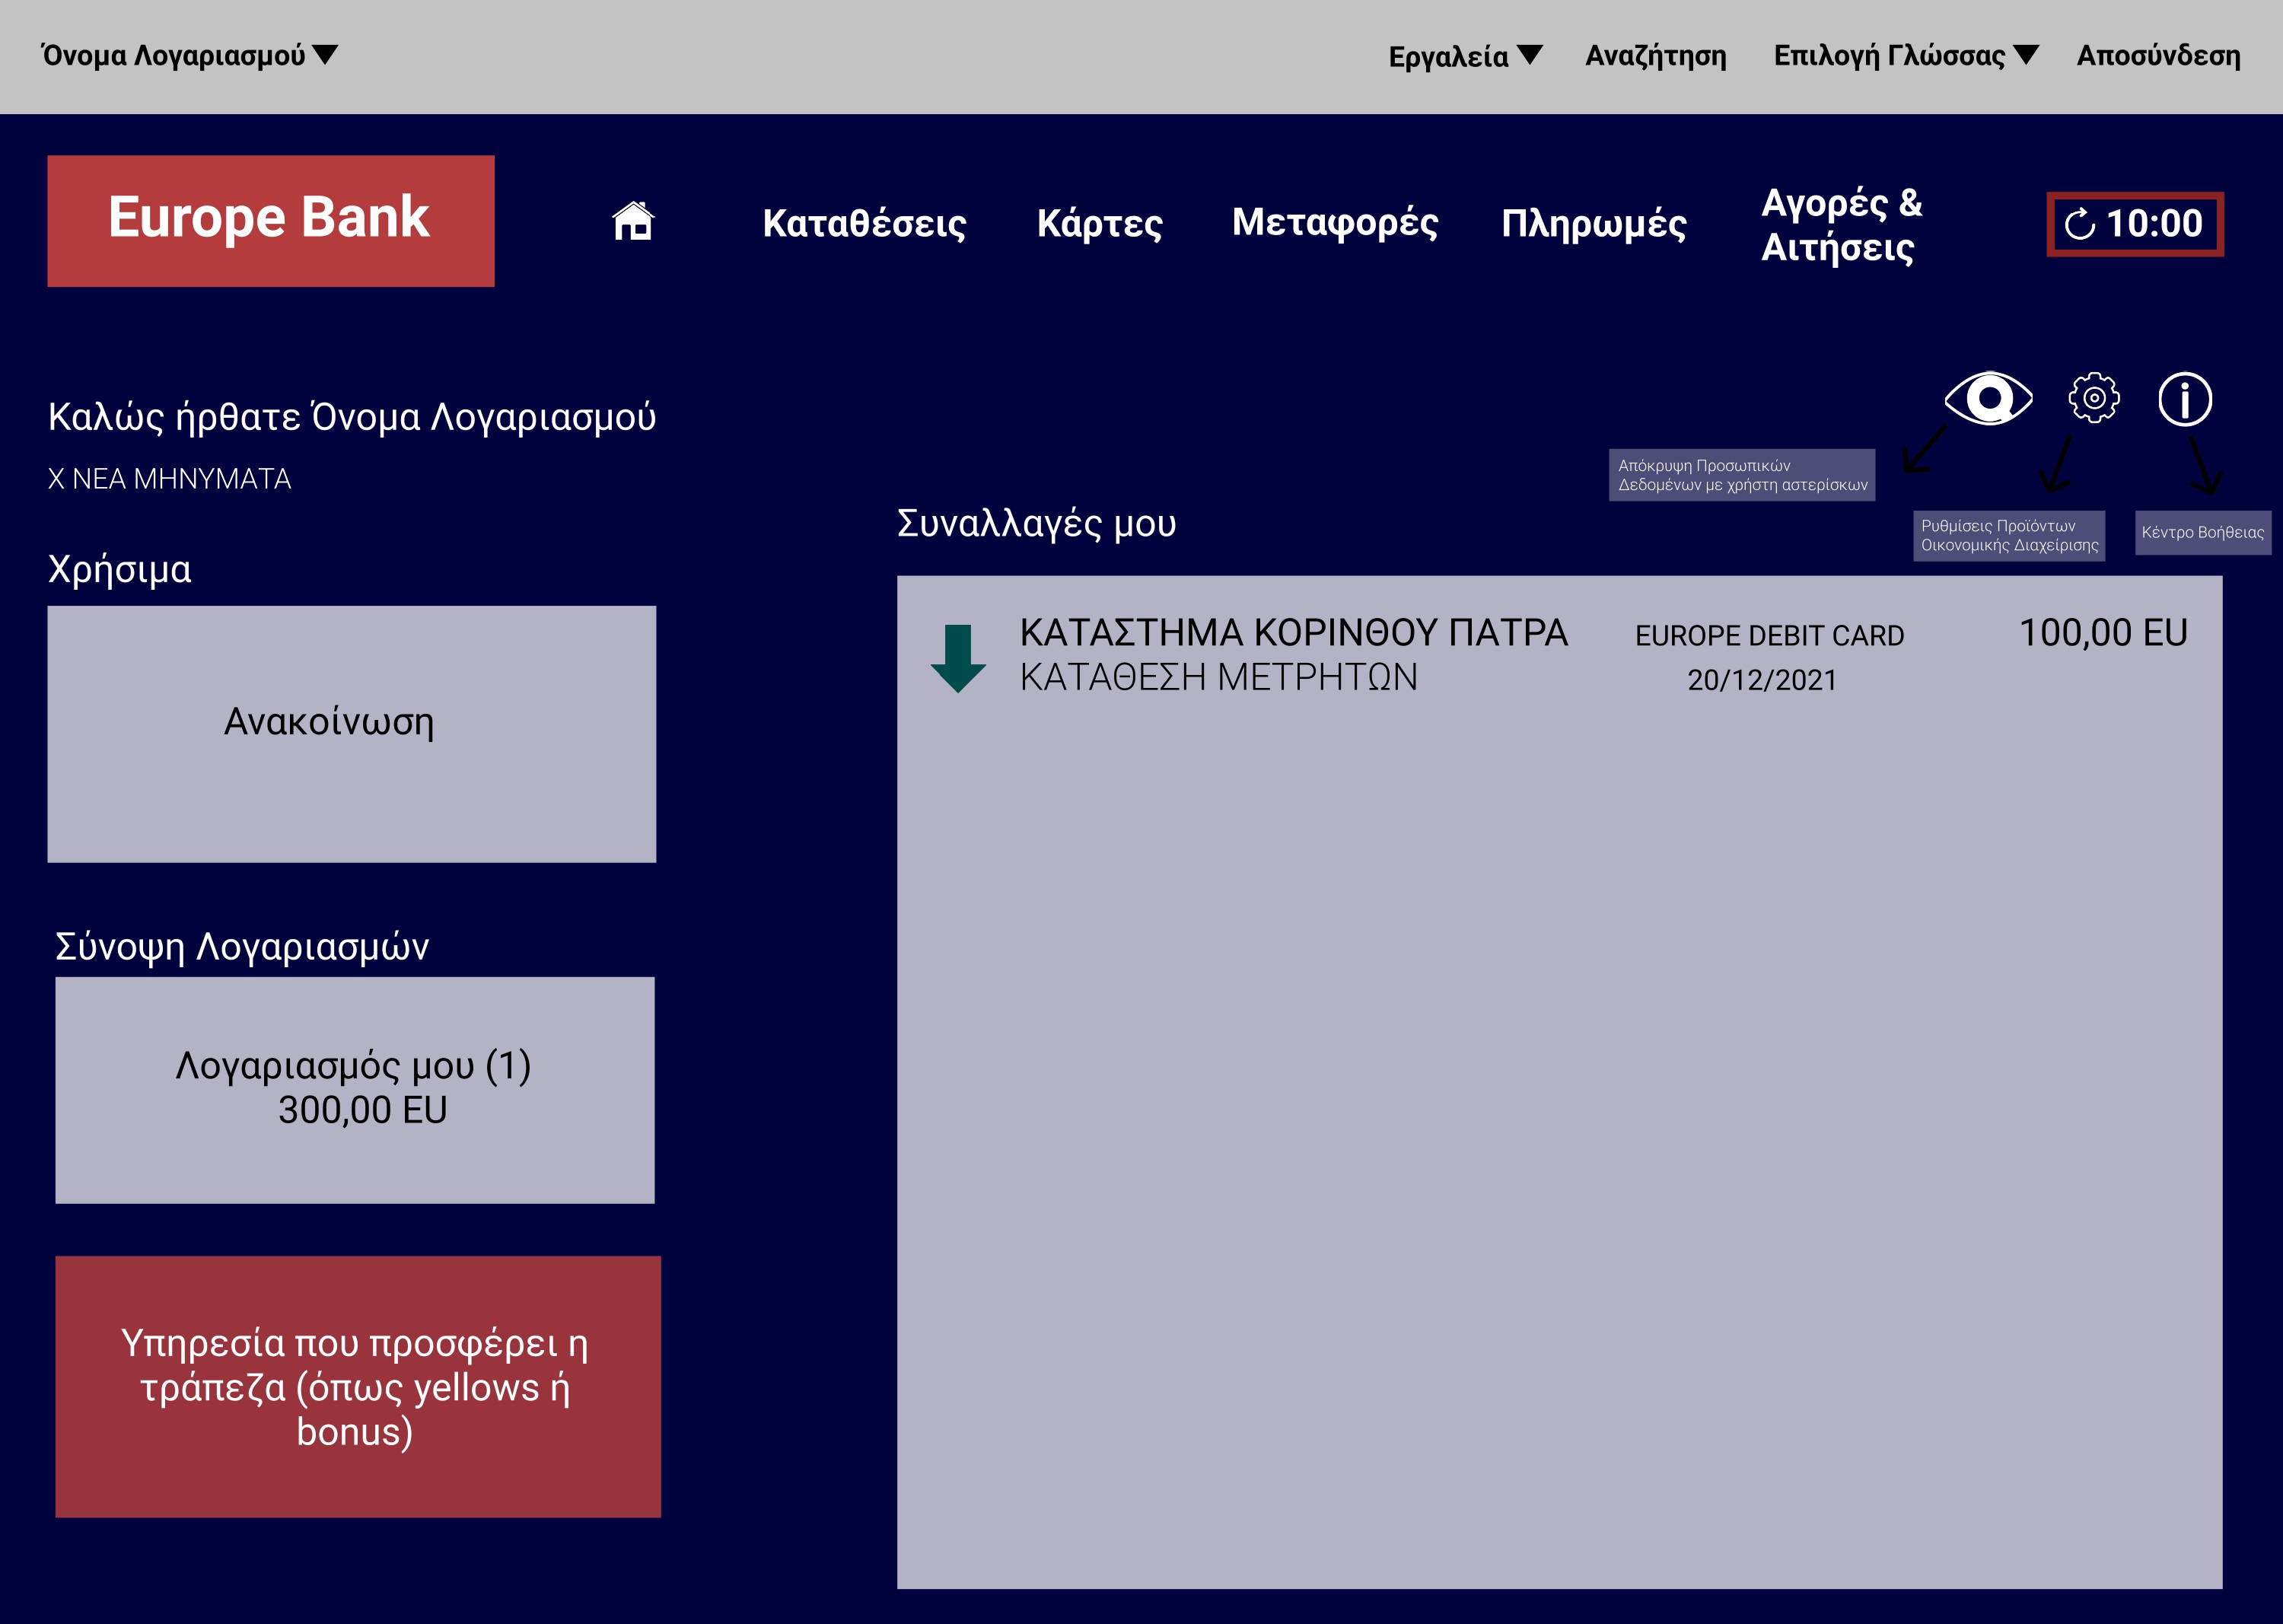 Όνομα Λογαριασμού
Εργαλεία
Αναζήτηση
Επιλογή Γλώσσας
Αποσύνδεση
Europe Bank
Καταθέσεις
Κάρτες
Μεταφορές
Πληρωμές
Αγορές &
Αιτήσεις
10:00
Καλώς ήρθατε Όνομα Λογαριασμού
Χ ΝΕΑ ΜΗΝΥΜΑΤΑ
Απόκρυψη Προσωπικών
Δεδομένων με χρήστη αστερίσκων
Ρυθμίσεις Προϊόντων
Οικονομικής Διαχείρισης
Κέντρο Βοήθειας
Χρήσιμα
Ανακοίνωση
Σύνοψη Λογαριασμών
Λογαριασμός μου (1)
300,00 EU
Υπηρεσία που προσφέρει η
τράπεζα (όπως yellows ή
bonus)
Συναλλαγές μου
ΚΑΤΑΣΤΗΜΑ ΚΟΡΙΝΘΟΥ ΠΑΤΡΑ
ΚΑΤΑΘΕΣΗ ΜΕΤΡΗΤΩΝ
EUROPE DEBIT CARD
20/12/2021
100,00 EU